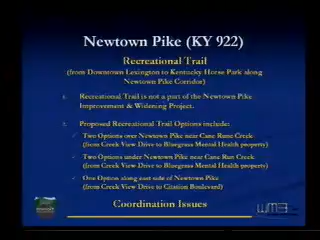 Newtown Pike (KY 922)
Recreational Trail
(from Downtown Lexington to Kentucky Horse Park along
Newtown Pike Corridor)
1. Recreational Trail is not a part of the Newtown Pike
Improvement & Widening Project.
2. Proposed Recreational Trail Options include:
✓ Two Options over Newtown Pike near Cane Run Creek
(from Creek View Drive to Bluegrass Mental Health property)
✓ Two Options under Newtown Pike near Cane Run Creek
(from Creek View Drive to Bluegrass Mental Health property)
✓ One Option along east side of Newtown Pike
(from Creek View Drive to Citation Boulevard)
Coordination Issues